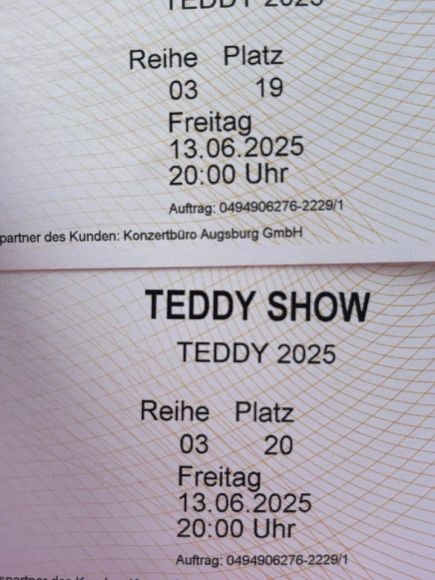 TEDDY 2025
Reihe Platz
03 19
Freitag
13.06.2025
20:00 Uhr
Auftrag: 0494906276-2229/1
partner des Kunden: Konzertbüro Augsburg GmbH
TEDDY SHOW
TEDDY 2025
Reihe Platz
03 20
Freitag
13.06.2025
20:00 Uhr
Auftrag: 0494906276-2229/1